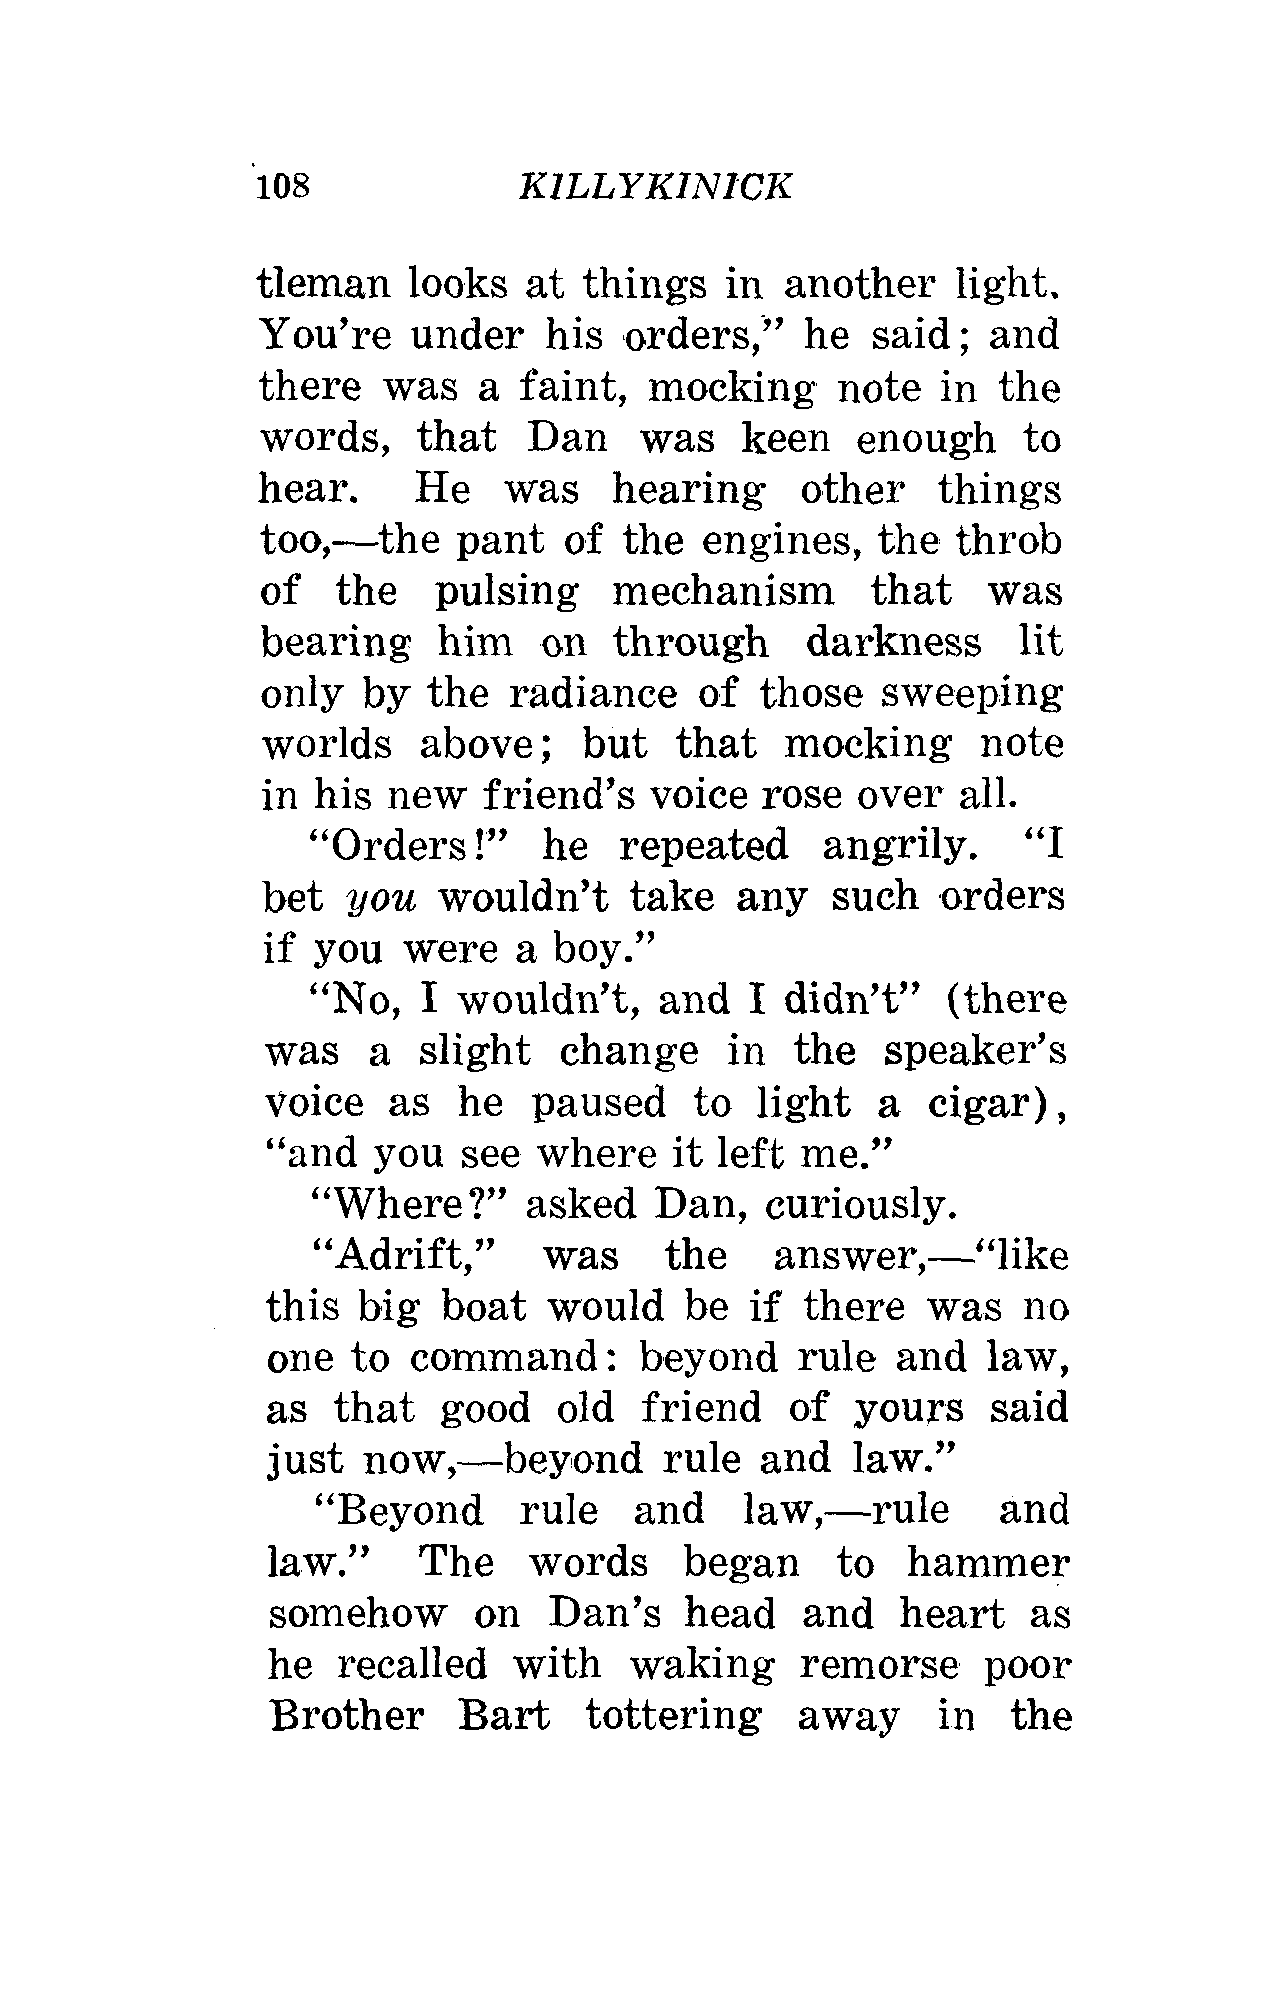 108 KILLYKINICK
tleman looks at things in another light.
You're under his orders," he said; and
there was a faint, mocking note in the
words, that Dan was keen enough to
hear. He was hearing other things
too,—the pant of the engines, the throb
of the pulsing mechanism that was
bearing him on through darkness lit
only by the radiance of those sweeping
worlds above; but that mocking note
in his new friend's voice rose over all.
"Orders!" he repeated angrily. "I
bet you wouldn't take any such orders
if you were a boy."
"No, I wouldn't, and I didn't" (there
was a slight change in the speaker's
voice as he paused to light a cigar),
"and you see where it left me."
"Where?" asked Dan, curiously.
"Adrift," was the answer,—"like
this big boat would be if there was no
one to command: beyond rule and law,
as that good old friend of yours said
just now,—beyond rule and law."
"Beyond rule and law,—rule and
law." The words began to hammer
somehow on Dan's head and heart as
he recalled with waking remorse poor
Brother Bart tottering away in the